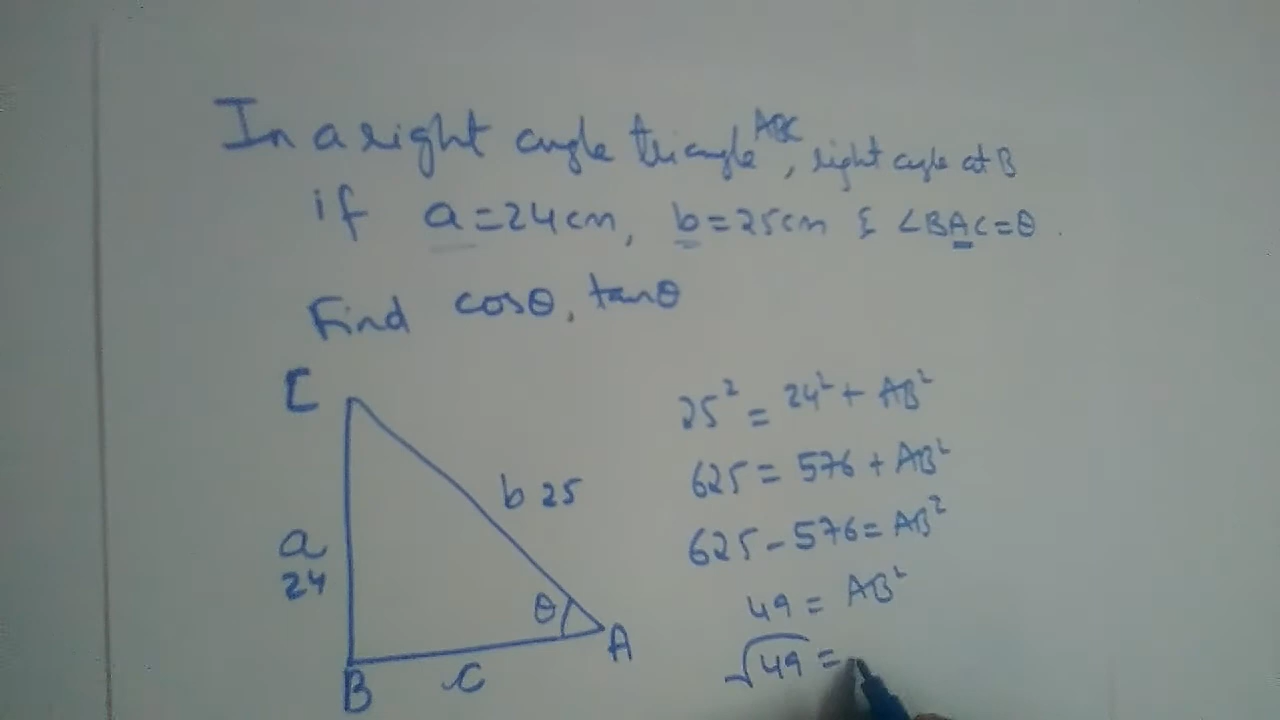 In a right angle triangle ABC, right angle at B
if a=24cm, b=25cm & ∠BAC=θ.
Find cosθ, tanθ
C
25² = 24² + AB²
625 = 576 + AB²
b 25
625 - 576 = AB²
a
24
49 = AB²
θ
A
√49 =
B
c